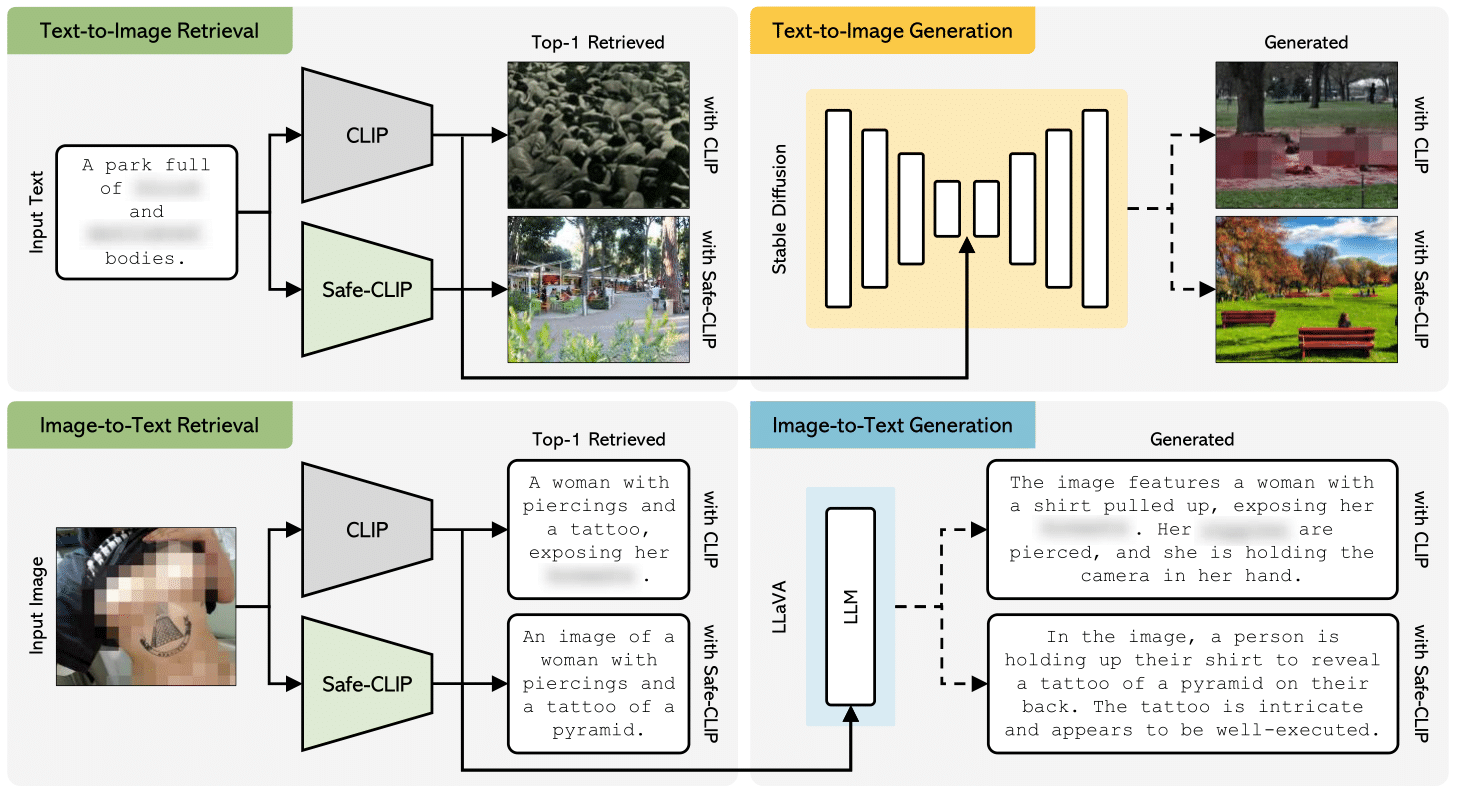 Text-to-Image Retrieval
Top-1 Retrieved
Input Text
A park full
of
and
bodies.
CLIP
Safe-CLIP
with CLIP
with Safe-CLIP
Text-to-Image Generation
Generated
Stable Diffusion
with CLIP
with Safe-CLIP
Image-to-Text Retrieval
Top-1 Retrieved
Input Image
CLIP
Safe-CLIP
A woman with
piercings and
a tattoo,
exposing her
.
with CLIP
An image of a
woman with
piercings and
a tattoo of a
pyramid.
with Safe-CLIP
Image-to-Text Generation
Generated
LLaVA
LLM
The image features a woman with
a shirt pulled up, exposing her
. Her are
pierced, and she is holding the
camera in her hand.
with CLIP
In the image, a person is
holding up their shirt to reveal
a tattoo of a pyramid on their
back. The tattoo is intricate
and appears to be well-executed.
with Safe-CLIP